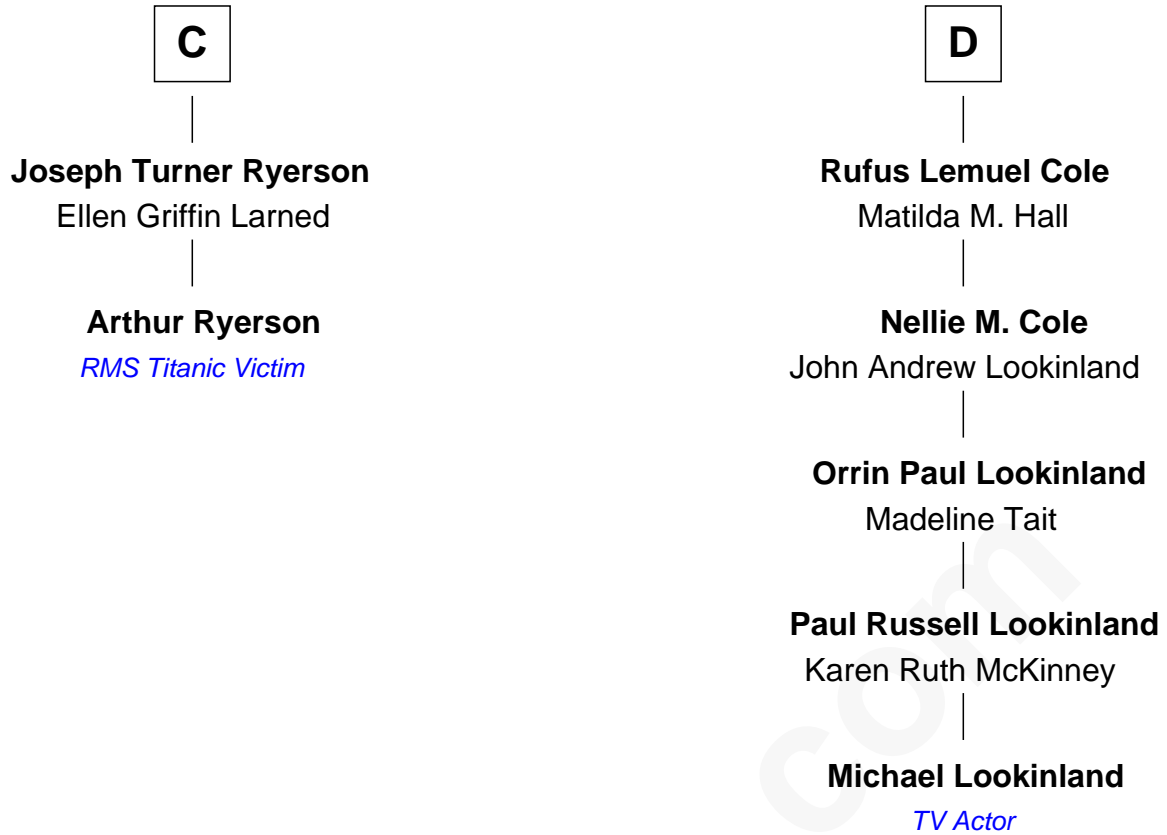 C
Joseph Turner Ryerson
Ellen Griffin Larned
Arthur Ryerson
RMS Titanic Victim
D
Rufus Lemuel Cole
Matilda M. Hall
Nellie M. Cole
John Andrew Lookinland
Orrin Paul Lookinland
Madeline Tait
Paul Russell Lookinland
Karen Ruth McKinney
Michael Lookinland
TV Actor
com